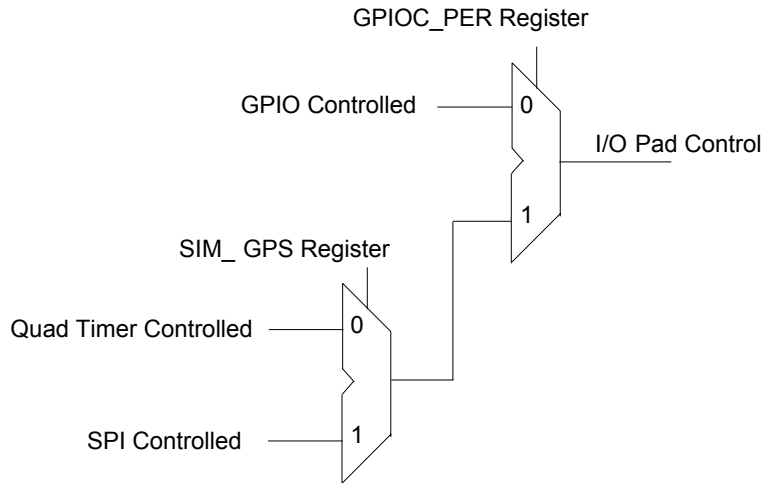 GPIOC_PER Register
GPIO Controlled
0
I/O Pad Control
1
SIM_ GPS Register
Quad Timer Controlled
0
SPI Controlled
1